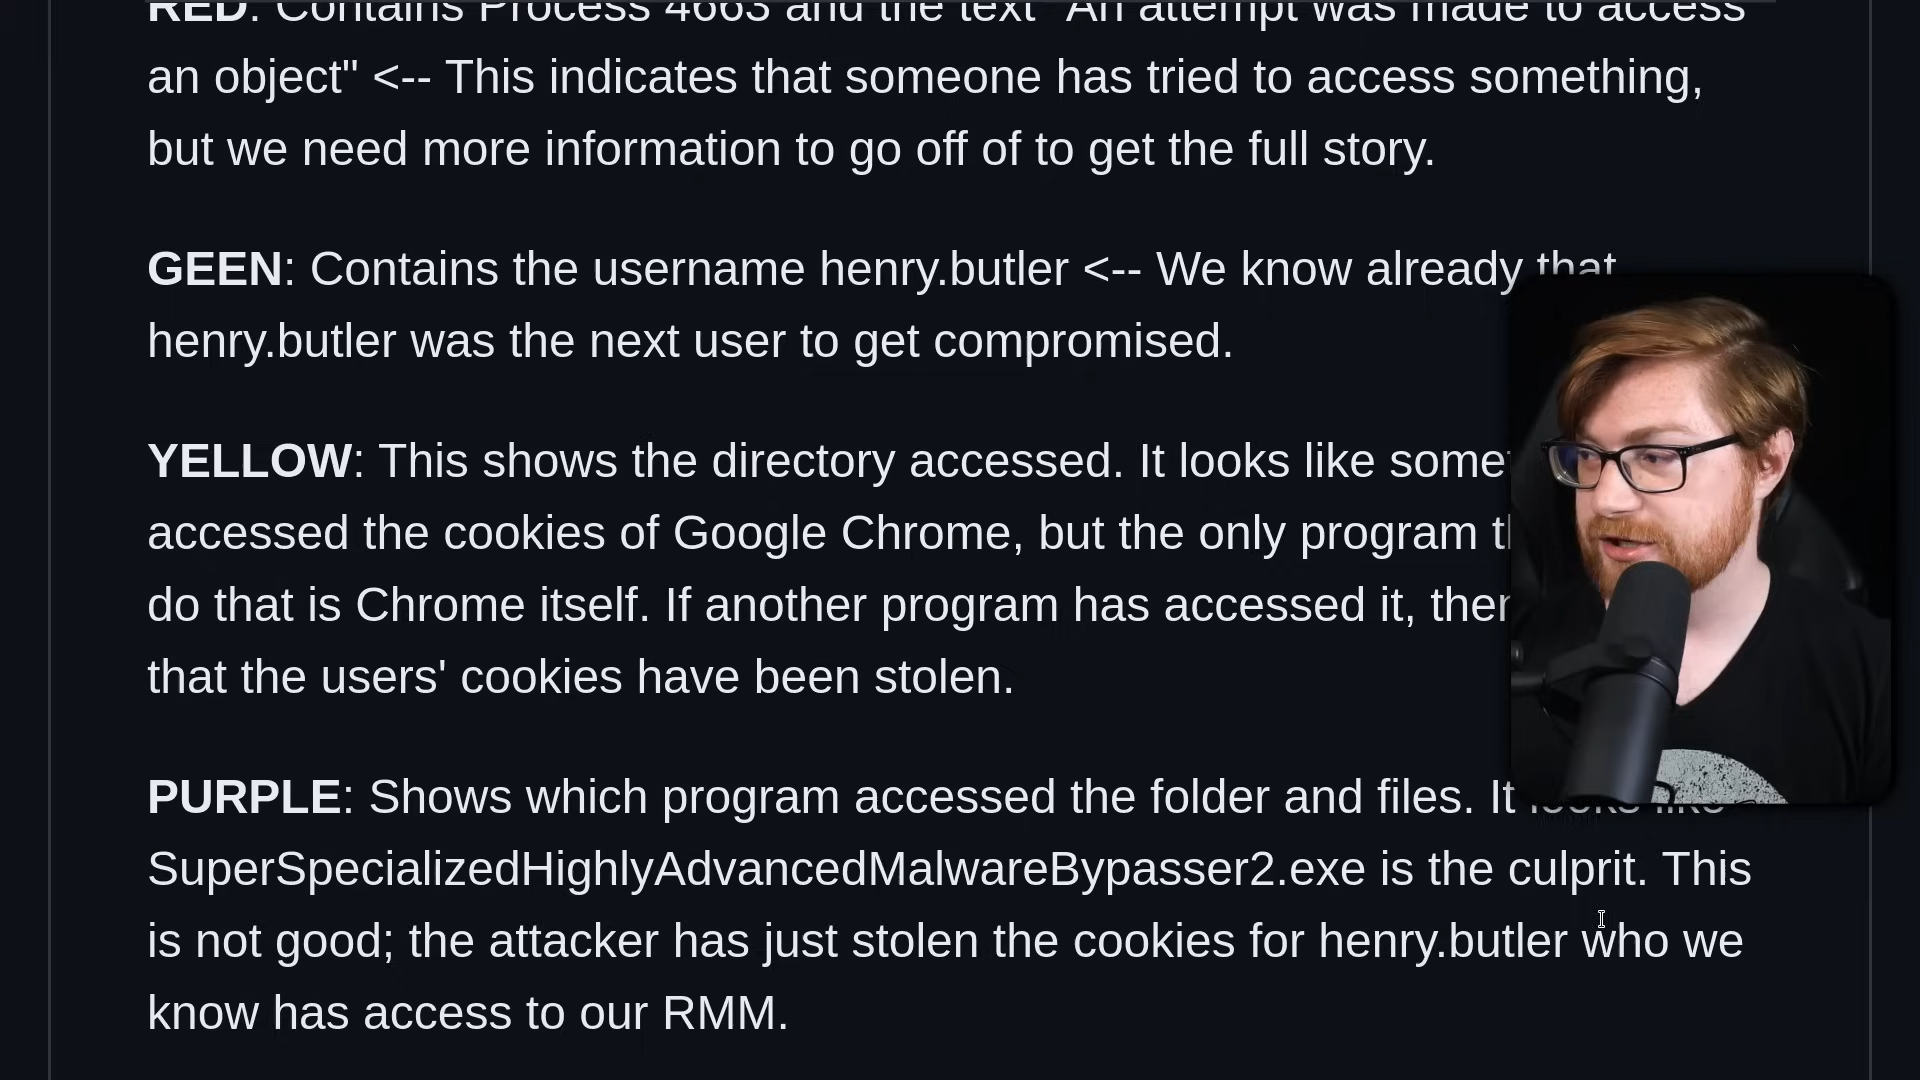 RED: Contains Process 4663 and the text "An attempt was made to access
an object" <-- This indicates that someone has tried to access something,
but we need more information to go off of to get the full story.
GEEN: Contains the username henry.butler <-- We know already that
henry.butler was the next user to get compromised.
YELLOW: This shows the directory accessed. It looks like
accessed the cookies of Google Chrome, but the only program
do that is Chrome itself. If another program has accessed it,
that the users' cookies have been stolen.
PURPLE: Shows which program accessed the folder and files. It looks like
SuperSpecializedHighlyAdvancedMalwareBypasser2.exe is the culprit. This
is not good; the attacker has just stolen the cookies for henry.butler who we
know has access to our RMM.